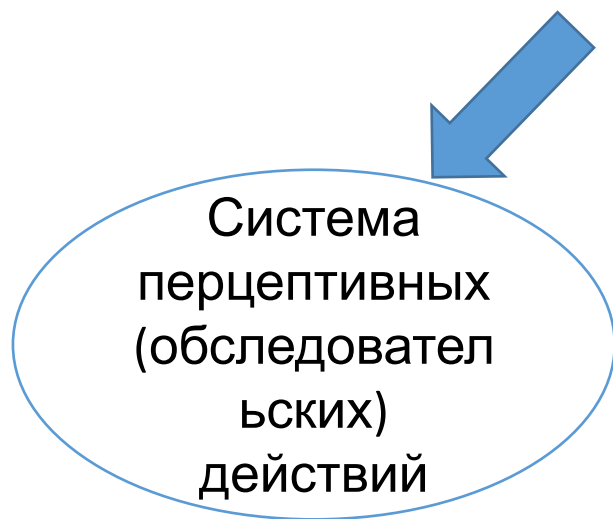 Система
перцептивных
(обследовател
ьских)
действий